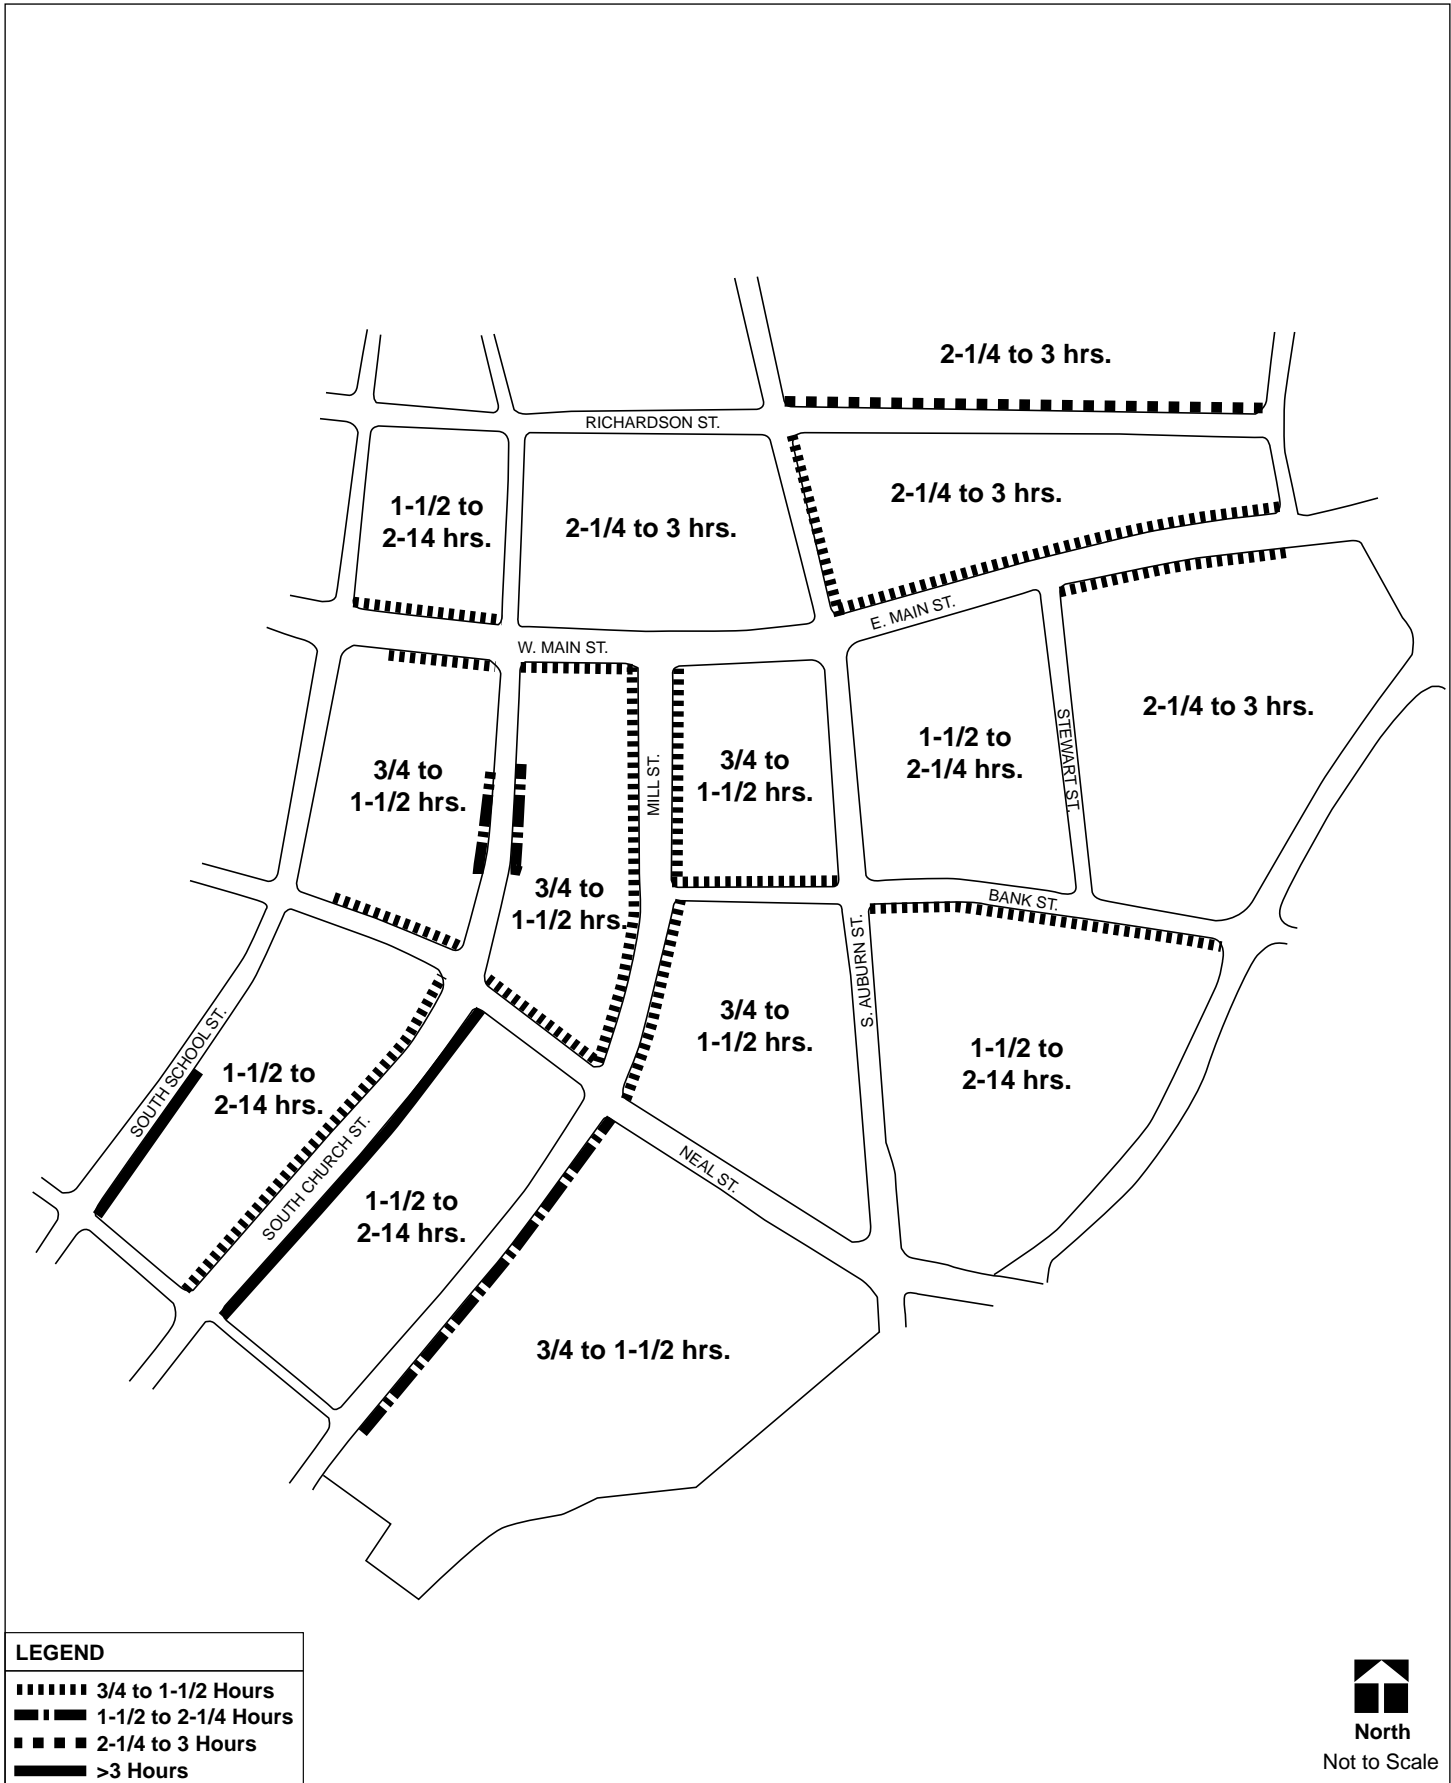 2-1/4 to 3 hrs.
RICHARDSON ST.
1-1/2 to
2-14 hrs.
2-1/4 to 3 hrs.
2-1/4 to 3 hrs.
E. MAIN ST.
W. MAIN ST.
3/4 to
1-1/2 hrs.
MILL ST.
3/4 to
1-1/2 hrs.
1-1/2 to
2-1/4 hrs.
STEWART ST.
2-1/4 to 3 hrs.
3/4 to
1-1/2 hrs.
BANK ST.
S. AUBURN ST.
3/4 to
1-1/2 hrs.
1-1/2 to
2-14 hrs.
SOUTH SCHOOL ST.
1-1/2 to
2-14 hrs.
SOUTH CHURCH ST.
1-1/2 to
2-14 hrs.
NEAL ST.
3/4 to 1-1/2 hrs.
LEGEND
3/4 to 1-1/2 Hours
1-1/2 to 2-1/4 Hours
2-1/4 to 3 Hours
>3 Hours
North
Not to Scale